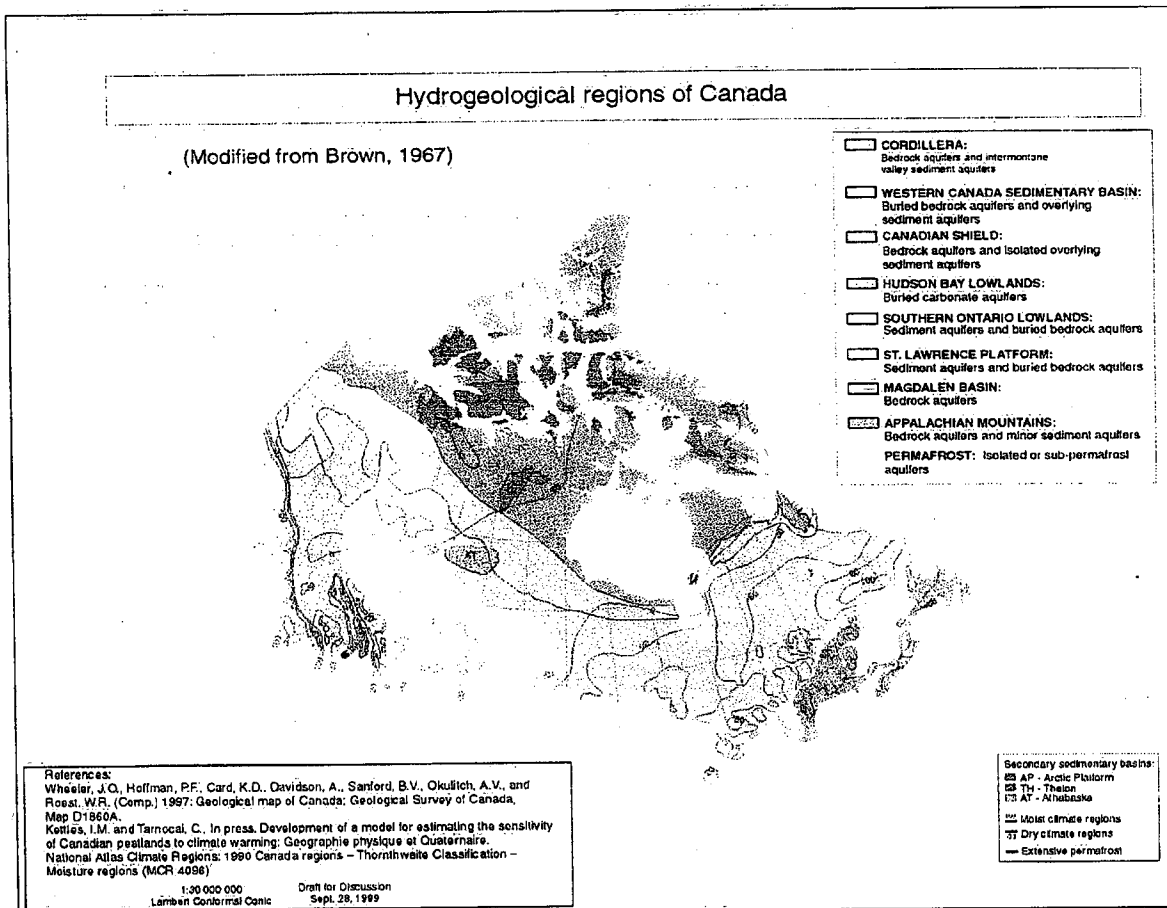 Hydrogeological regions of Canada
(Modified from Brown, 1967)
CORDILLERA:
Bedrock aquifers and intermontane
valley sediment aquifers
WESTERN CANADA SEDIMENTARY BASIN:
Buried bedrock aquifers and overlying
sediment aquifers
CANADIAN SHIELD:
Bedrock aquifers and isolated overlying
sediment aquifers
HUDSON BAY LOWLANDS:
Buried carbonate aquifers
SOUTHERN ONTARIO LOWLANDS:
Sediment aquifers and buried bedrock aquifers
ST. LAWRENCE PLATFORM:
Sediment aquifers and buried bedrock aquifers
MAGDALEN BASIN:
Bedrock aquifers
APPALACHIAN MOUNTAINS:
Bedrock aquifers and minor sediment aquifers
PERMAFROST: Isolated or sub-permafrost
aquifers
AT
References:
Wheeler, J.O., Hoffman, P.F., Card, K.D., Davidson, A., Sanford, B.V., Okulitch, A.V., and
Roest, W.R. (Comp.) 1997: Geological map of Canada; Geological Survey of Canada,
Map D1860A.
Kettles, I.M. and Tarnocai, C., In press. Development of a model for estimating the sensitivity
of Canadian peatlands to climate warming; Geographie physique et Quaternaire.
National Atlas Climate Regions: 1990 Canada regions – Thornthwaite Classification –
Moisture regions (MCR 4096)
1:30 000 000
Lambert Conformal Conic
Draft for Discussion
Sept. 28, 1999
Secondary sedimentary basins:
AP - Arctic Platform
TH - Thelon
AT - Athabaska
Moist climate regions
Dry climate regions
Extensive permafrost